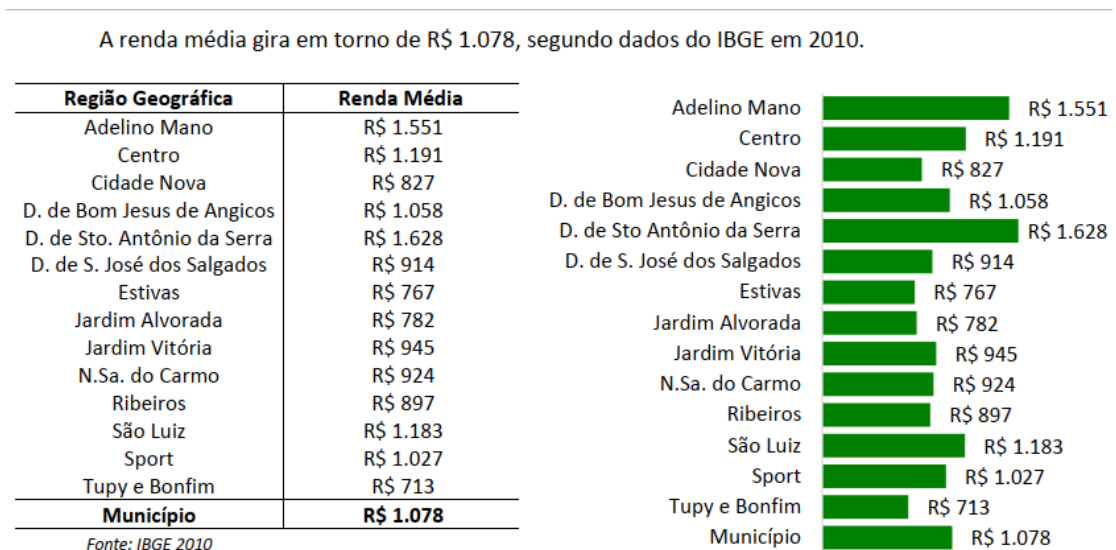 A renda média gira em torno de R$ 1.078, segundo dados do IBGE em 2010.
Região Geográfica Renda Média
Adelino Mano R$ 1.551
Centro R$ 1.191
Cidade Nova R$ 827
D. de Bom Jesus de Angicos R$ 1.058
D. de Sto. Antônio da Serra R$ 1.628
D. de S. José dos Salgados R$ 914
Estivas R$ 767
Jardim Alvorada R$ 782
Jardim Vitória R$ 945
N.Sa. do Carmo R$ 924
Ribeiros R$ 897
São Luiz R$ 1.183
Sport R$ 1.027
Tupy e Bonfim R$ 713
Município R$ 1.078
Fonte: IBGE 2010
Adelino Mano R$ 1.551
Centro R$ 1.191
Cidade Nova R$ 827
D. de Bom Jesus de Angicos R$ 1.058
D. de Sto Antônio da Serra R$ 1.628
D. de S. José dos Salgados R$ 914
Estivas R$ 767
Jardim Alvorada R$ 782
Jardim Vitória R$ 945
N.Sa. do Carmo R$ 924
Ribeiros R$ 897
São Luiz R$ 1.183
Sport R$ 1.027
Tupy e Bonfim R$ 713
Município R$ 1.078